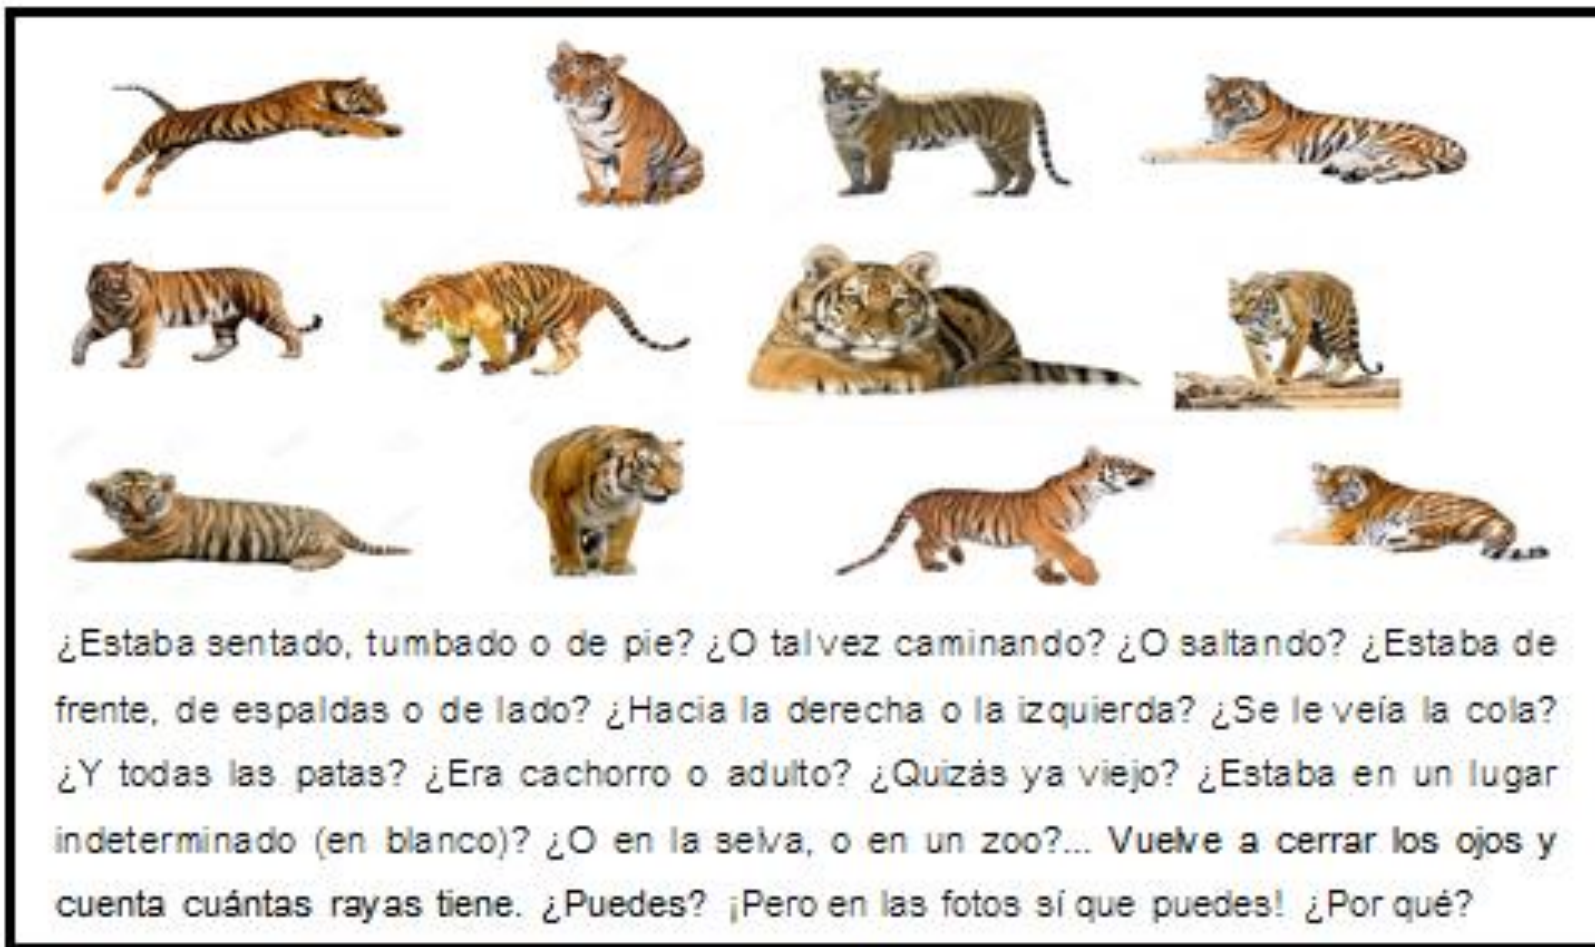 ¿Estaba sentado, tumbado o de pie? ¿O tal vez caminando? ¿O saltando? ¿Estaba de
frente, de espaldas o de lado? ¿Hacia la derecha o la izquierda? ¿Se le veía la cola?
¿Y todas las patas? ¿Era cachorro o adulto? ¿Quizás ya viejo? ¿Estaba en un lugar
indeterminado (en blanco)? ¿O en la selva, o en un zoo?... Vuelve a cerrar los ojos y
cuenta cuántas rayas tiene. ¿Puedes? ¡Pero en las fotos sí que puedes! ¿Por qué?